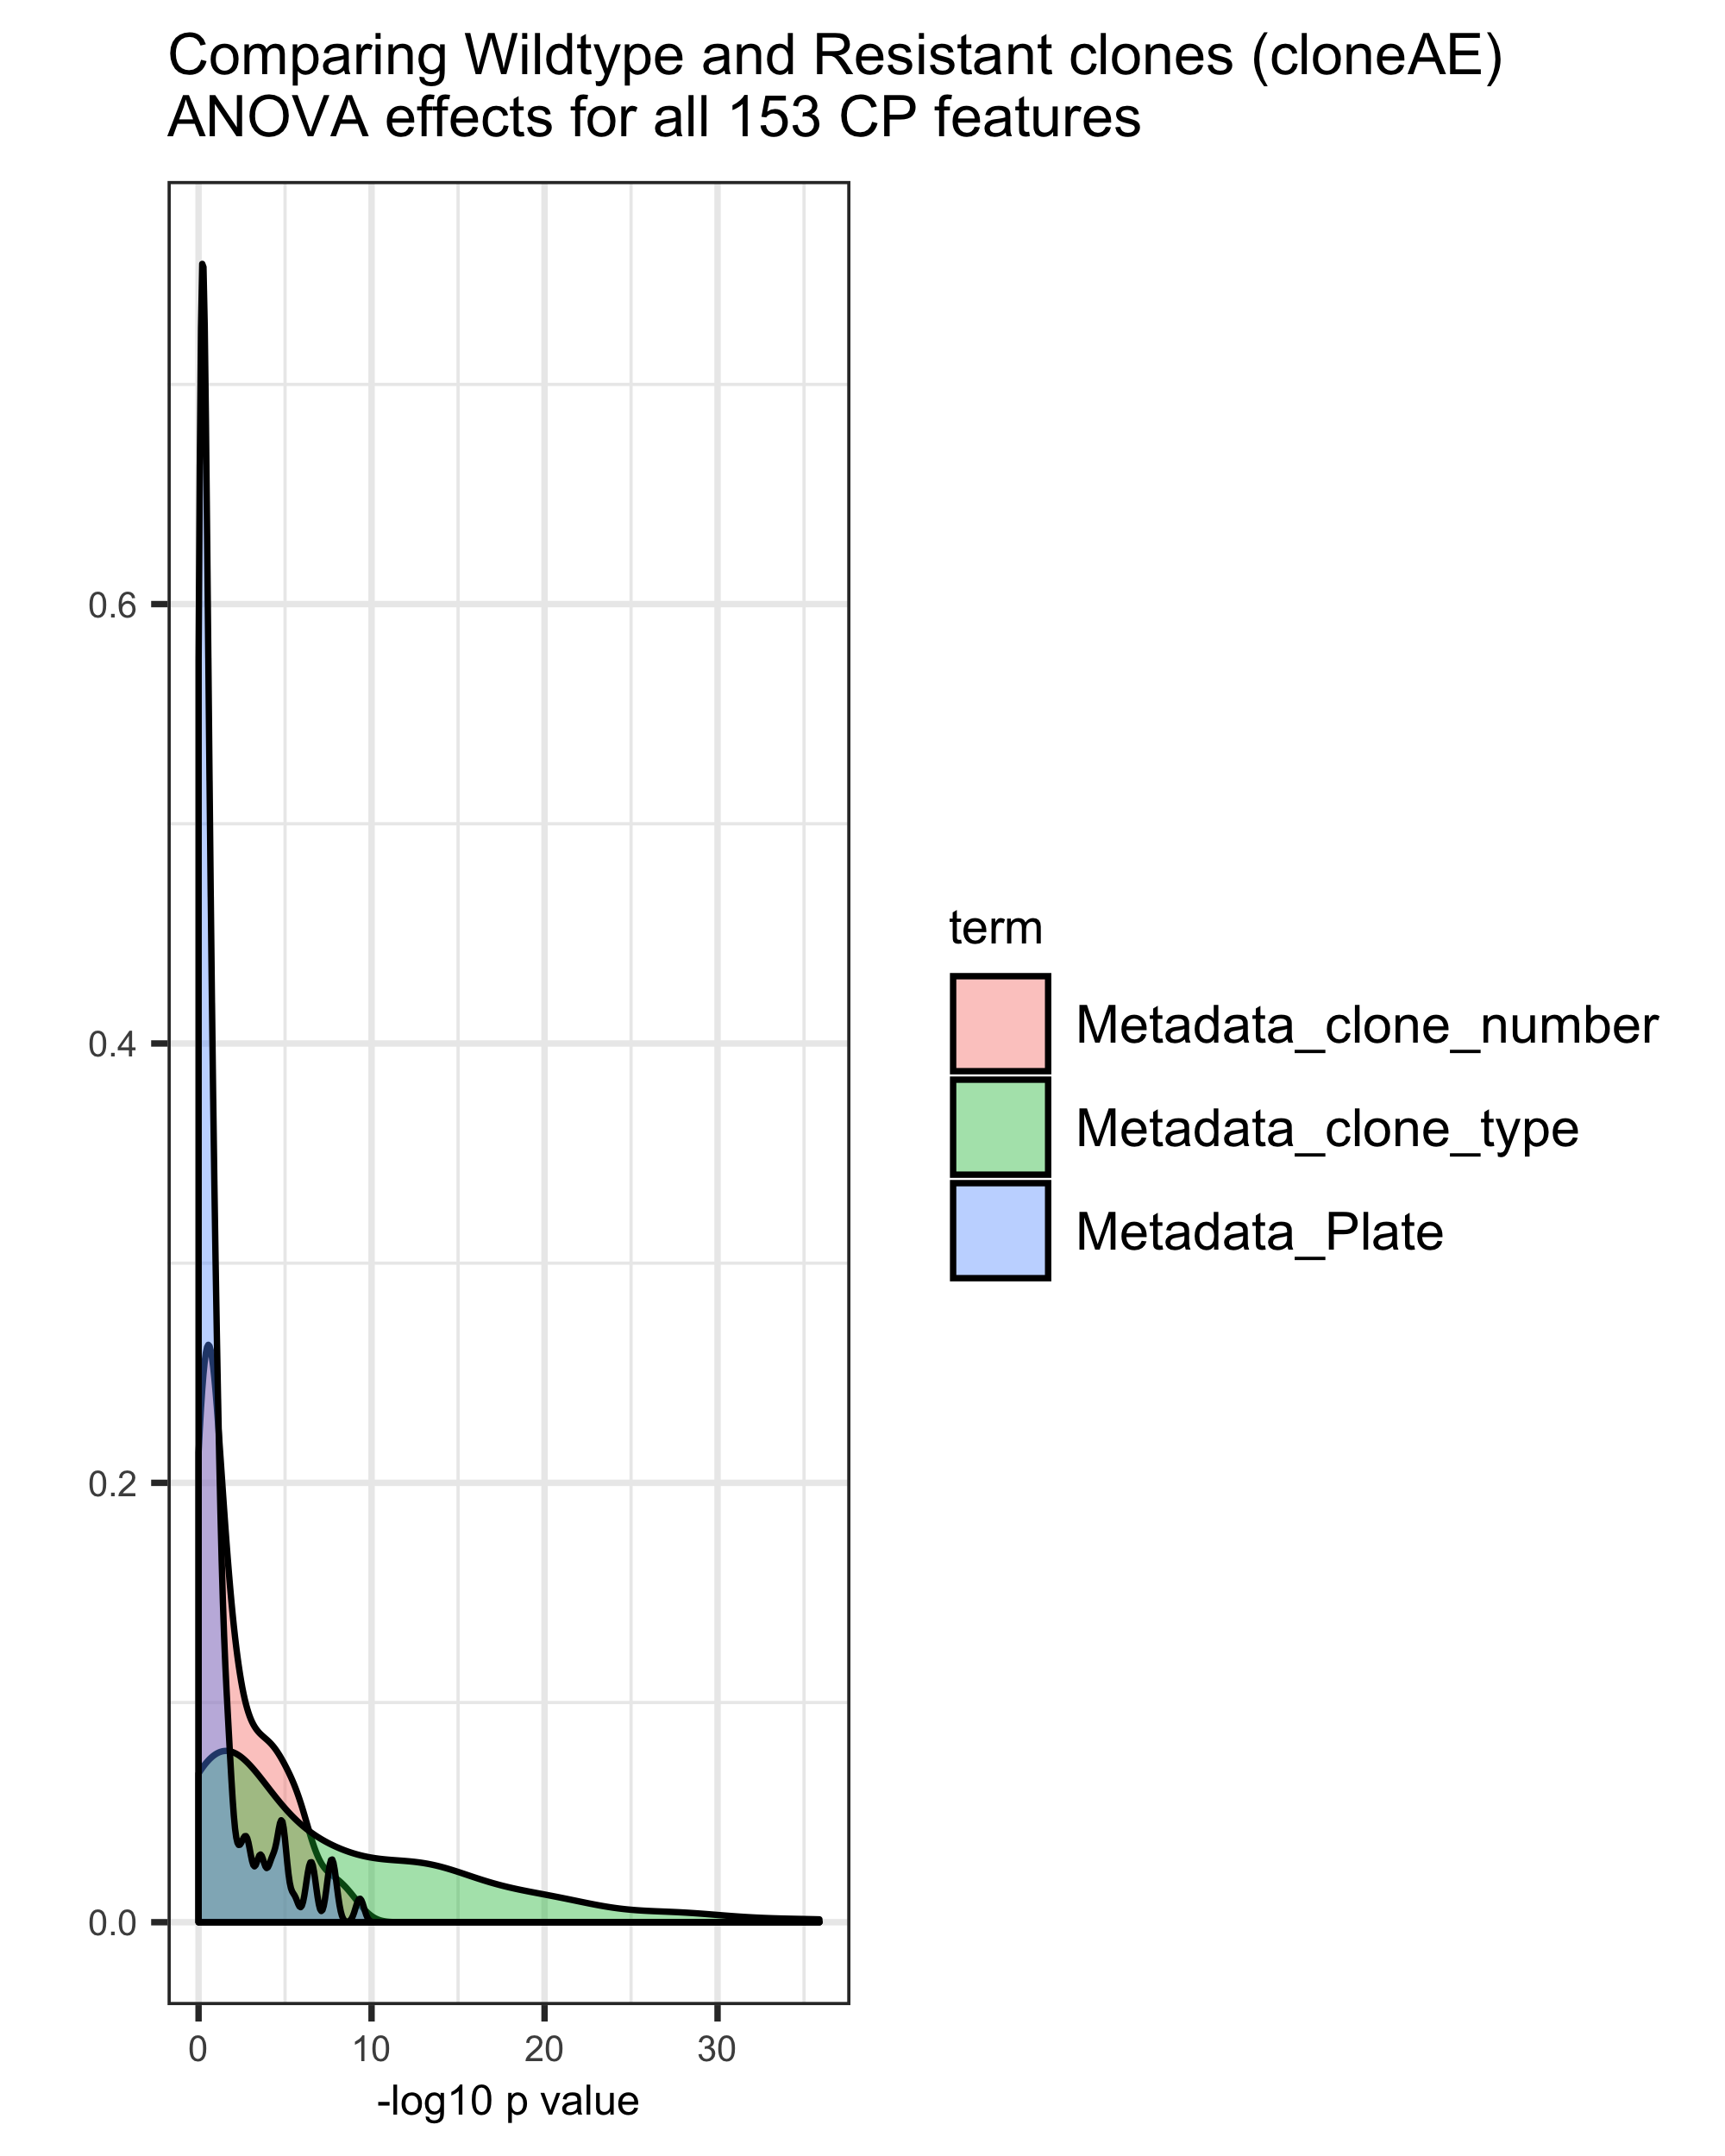 Comparing Wildtype and Resistant clones (cloneAE)
ANOVA effects for all 153 CP features
0.6
0.4
0.2
0.0
0 10 20 30
-log10 p value
term
Metadata_clone_number
Metadata_clone_type
Metadata_Plate